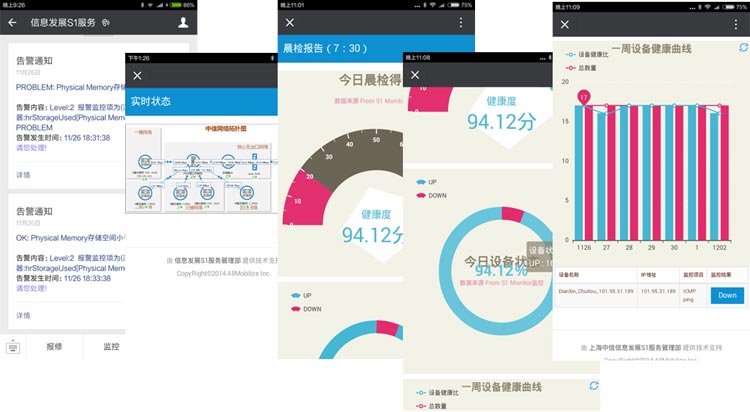 晚上9:26
86%
信息发展S1服务
告警通知
11月26日
PROBLEM: Physical Memory存储
告警内容: Level:2 报警监控项为(
器:hrStorageUsed[Physical Mem
PROBLEM
告警发生时间: 11/26 18:31:38
请您处理!
详情
告警通知
11月26日
OK: Physical Memory存储空间小
告警内容: Level:2 报警监控项为(
器:hrStorageUsed[Physical Mem
告警发生时间: 11/26 18:33:38
请您处理!
详情
报修
监控
下午1:26
实时状态
中信网络拓扑图
由 信息发展S1服务管理部 提供技术支
CopyRight©2014 AllMobilize Inc
晚上11:01
75%
晨检报告(7:30)
今日晨检得
数据来源 From S1 Monitor
0
10
20
30
40
50
60
健康度
94.12分
UP
DOWN
晚上11:08
75%
健康度
94.12分
UP
DOWN
今日设备状
94.12%
数据来源 From S1 Monitor监控
UP : 16
一周设备健康曲线
设备健康比
总数量
晚上11:09
75%
一周设备健康曲线
设备健康比
总数量
20
15
10
5
0
17
1126
27
28
29
30
1
1202
设备名称
IP地址
监控项目
监控结果
DianXin_ChuKou_101.95.31.189
101.95.31.189
ICMP ping
Down
由 上海中信信息发展S1服务管理部 提供技术支持
CopyRight©2014 AllMobilize Inc